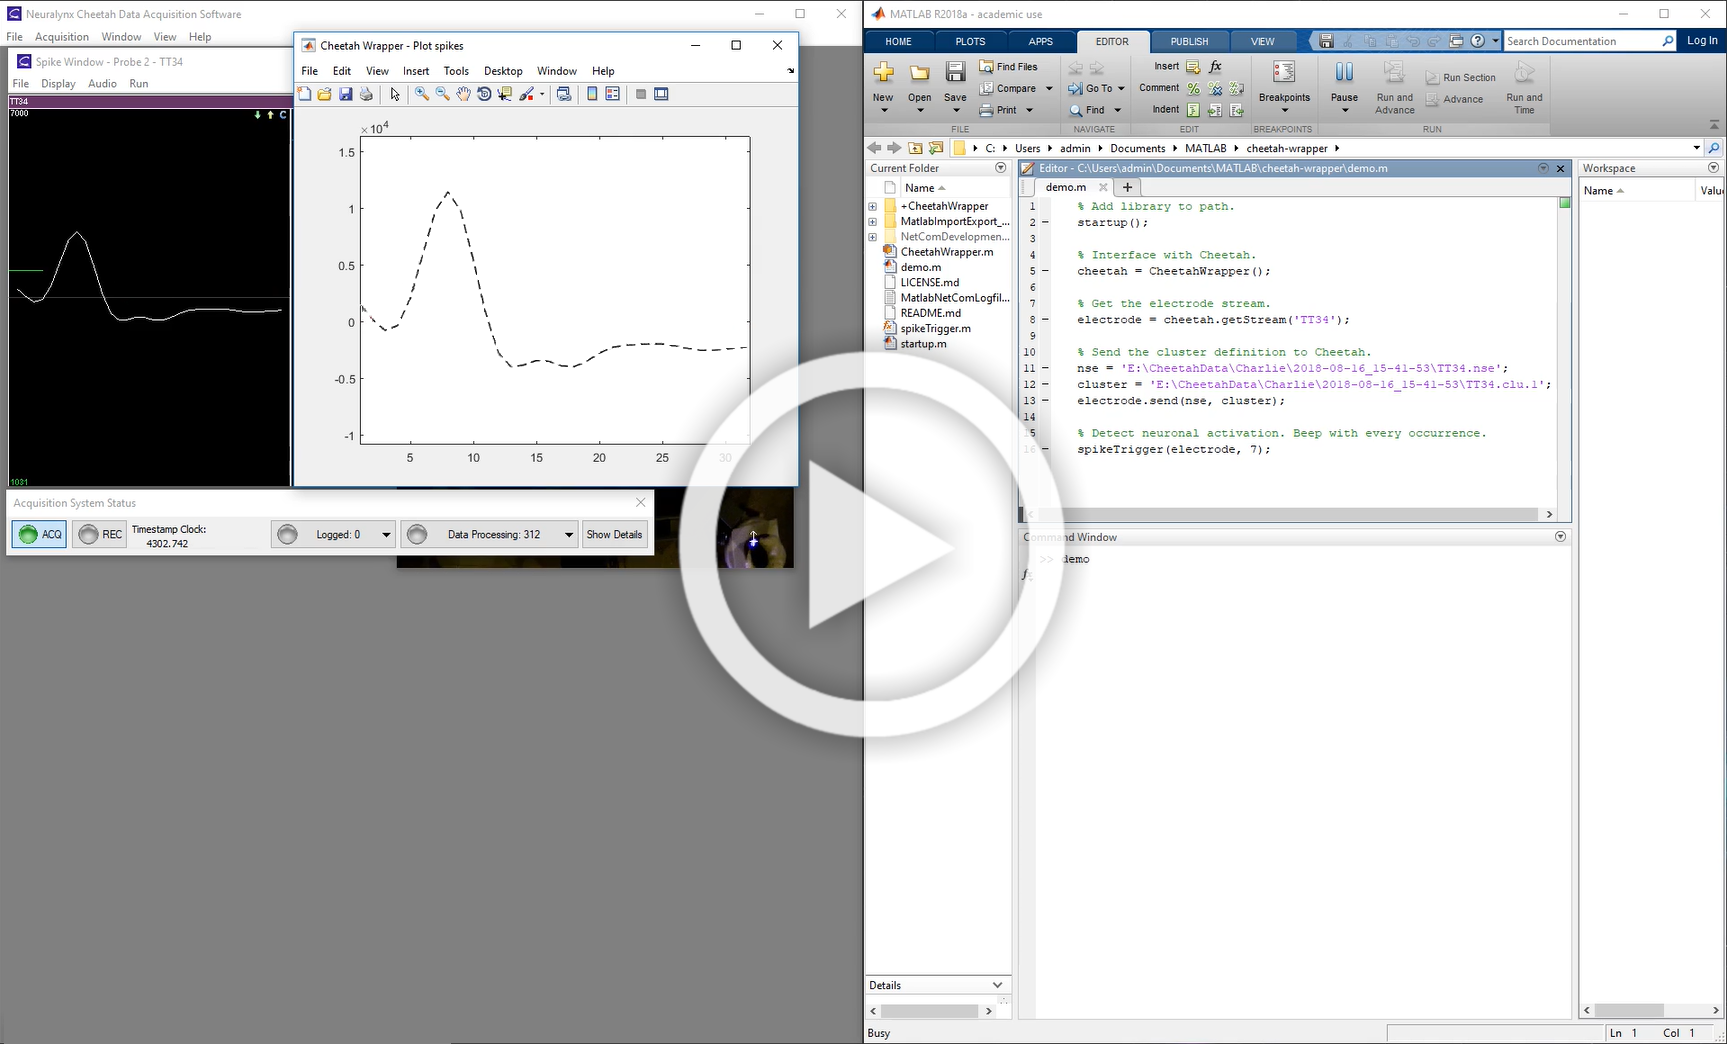 Neuralynx Cheetah Data Acquisition Software
File Acquisition Window View Help
Spike Window - Probe 2 - TT34
File Display Audio Run
TT34
7000
C
1031
Cheetah Wrapper - Plot spikes
File Edit View Insert Tools Desktop Window Help
×10^4
1.5
1
0.5
0
-0.5
-1
5 10 15 20 25 30
Acquisition System Status
ACQ REC Timestamp Clock: 4302.742 Logged: 0 Data Processing: 312 Show Details
MATLAB R2018a - academic use
HOME PLOTS APPS EDITOR PUBLISH VIEW Search Documentation Log In
New Open Save Find Files Compare Print Go To Find Insert fx Comment Indent Breakpoints Pause Run and Advance Run Section Advance Run and Time
FILE NAVIGATE EDIT BREAKPOINTS RUN
C: Users admin Documents MATLAB cheetah-wrapper
Current Folder
Name
+CheetahWrapper
MatlabImportExport_...
NetComDevelopmen...
CheetahWrapper.m
demo.m
LICENSE.md
MatlabNetComLogfil...
README.md
spikeTrigger.m
startup.m
Details
Editor - C:\Users\admin\Documents\MATLAB\cheetah-wrapper\demo.m
demo.m +
1 % Add library to path.
2 startup();
3
4 % Interface with Cheetah.
5 cheetah = CheetahWrapper();
6
7 % Get the electrode stream.
8 electrode = cheetah.getStream('TT34');
9
10 % Send the cluster definition to Cheetah.
11 nse = 'E:\CheetahData\Charlie\2018-08-16_15-41-53\TT34.nse';
12 cluster = 'E:\CheetahData\Charlie\2018-08-16_15-41-53\TT34.clu.1';
13 electrode.send(nse, cluster);
14
15 % Detect neuronal activation. Beep with every occurrence.
16 spikeTrigger(electrode, 7);
Command Window
>> demo
fx
Workspace
Name
Busy
Ln 1 Col 1